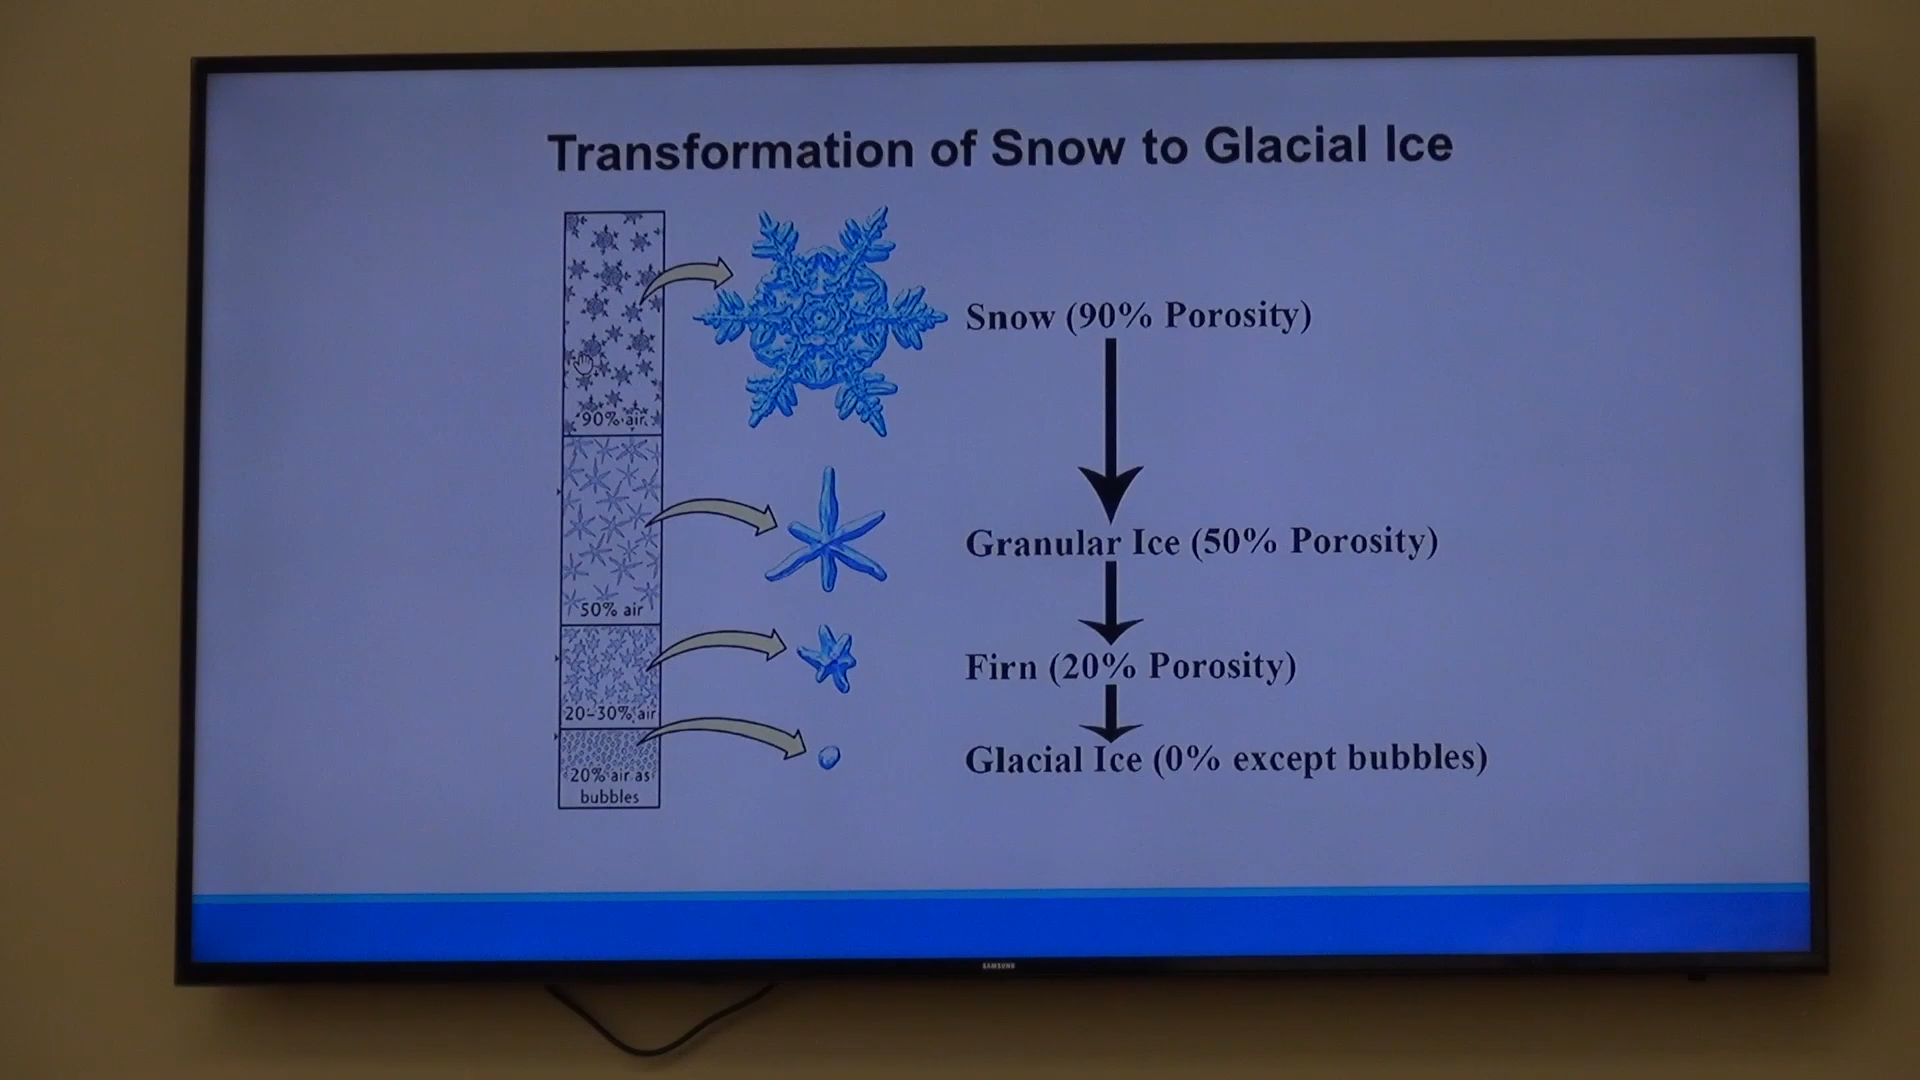 Transformation of Snow to Glacial Ice
90% air
Snow (90% Porosity)
50% air
Granular Ice (50% Porosity)
20-30% air
Firn (20% Porosity)
20% air as
bubbles
Glacial Ice (0% except bubbles)
SAMSUNG